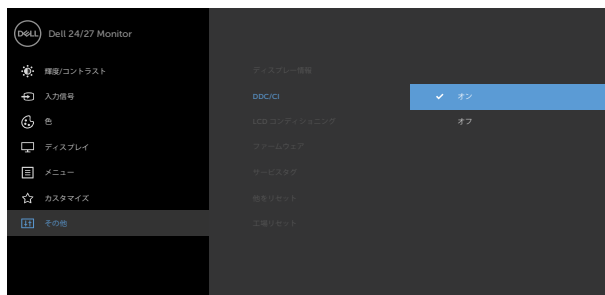 DELL
Dell 24/27 Monitor
輝度/コントラスト
入力信号
色
ディスプレイ
メニュー
カスタマイズ
その他
ディスプレー情報
DDC/CI
LCD コンディショニング
ファームウェア
サービスタグ
他をリセット
工場リセット
オン
オフ